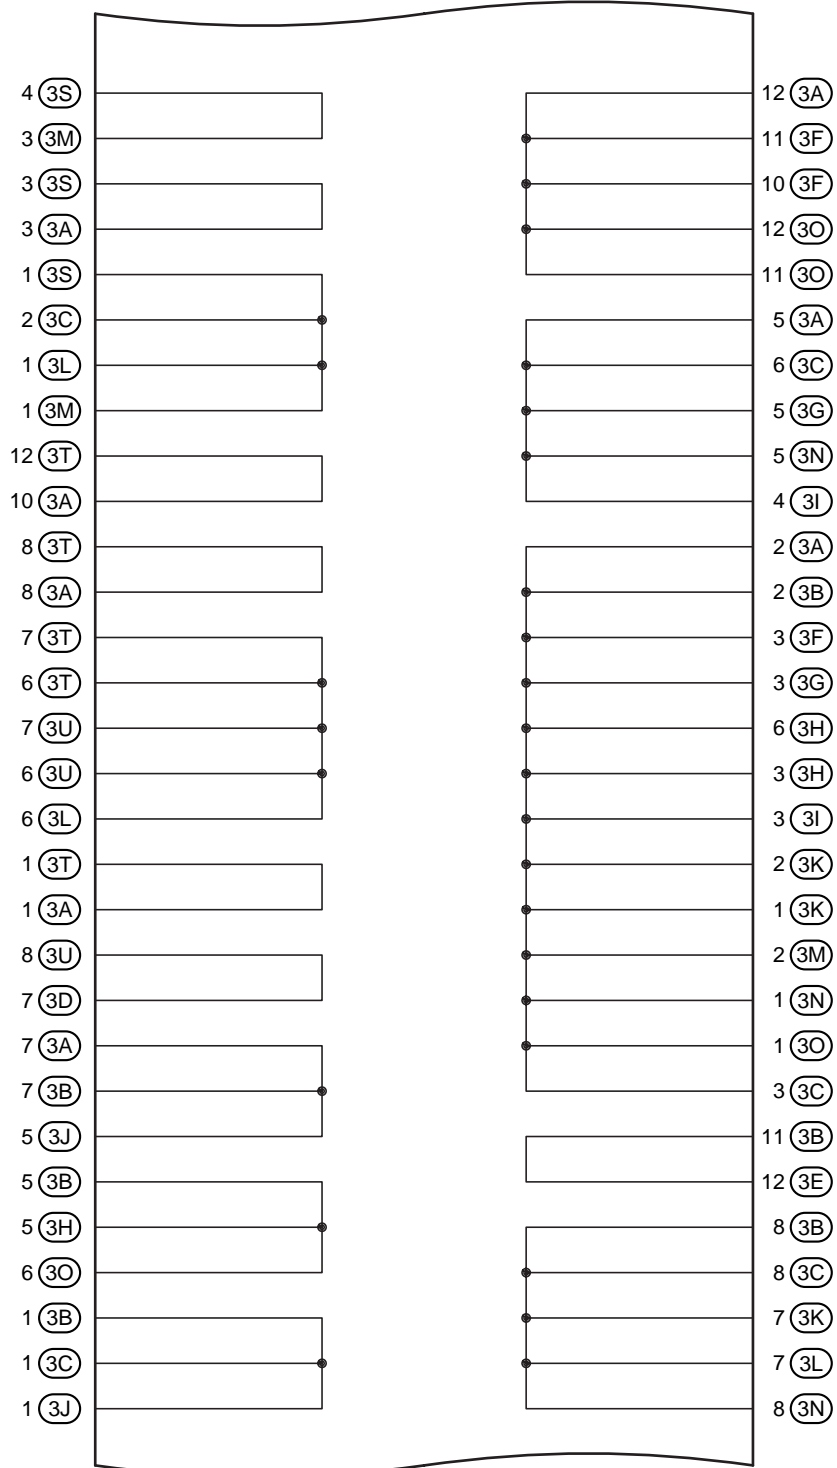 4 3S
3 3M
3 3S
3 3A
1 3S
2 3C
1 3L
1 3M
12 3T
10 3A
8 3T
8 3A
7 3T
6 3T
7 3U
6 3U
6 3L
1 3T
1 3A
8 3U
7 3D
7 3A
7 3B
5 3J
5 3B
5 3H
6 3O
1 3B
1 3C
1 3J
12 3A
11 3F
10 3F
12 3O
11 3O
5 3A
6 3C
5 3G
5 3N
4 3I
2 3A
2 3B
3 3F
3 3G
6 3H
3 3H
3 3I
2 3K
1 3K
2 3M
1 3N
1 3O
3 3C
11 3B
12 3E
8 3B
8 3C
7 3K
7 3L
8 3N